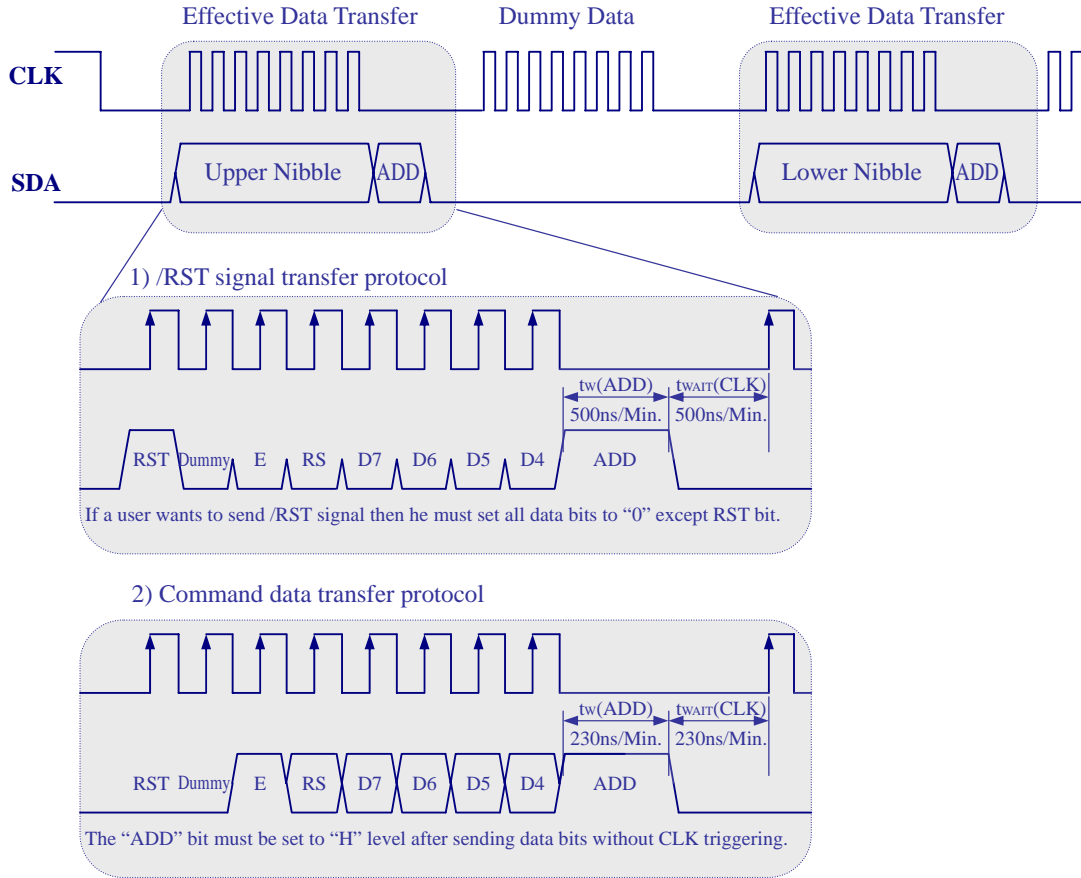 Effective Data Transfer Dummy Data Effective Data Transfer
CLK
SDA Upper Nibble ADD Lower Nibble ADD
1) /RST signal transfer protocol
tW(ADD) tWAIT(CLK)
500ns/Min. 500ns/Min.
RST Dummy E RS D7 D6 D5 D4 ADD
If a user wants to send /RST signal then he must set all data bits to “0” except RST bit.
2) Command data transfer protocol
tW(ADD) tWAIT(CLK)
230ns/Min. 230ns/Min.
RST Dummy E RS D7 D6 D5 D4 ADD
The “ADD” bit must be set to “H” level after sending data bits without CLK triggering.